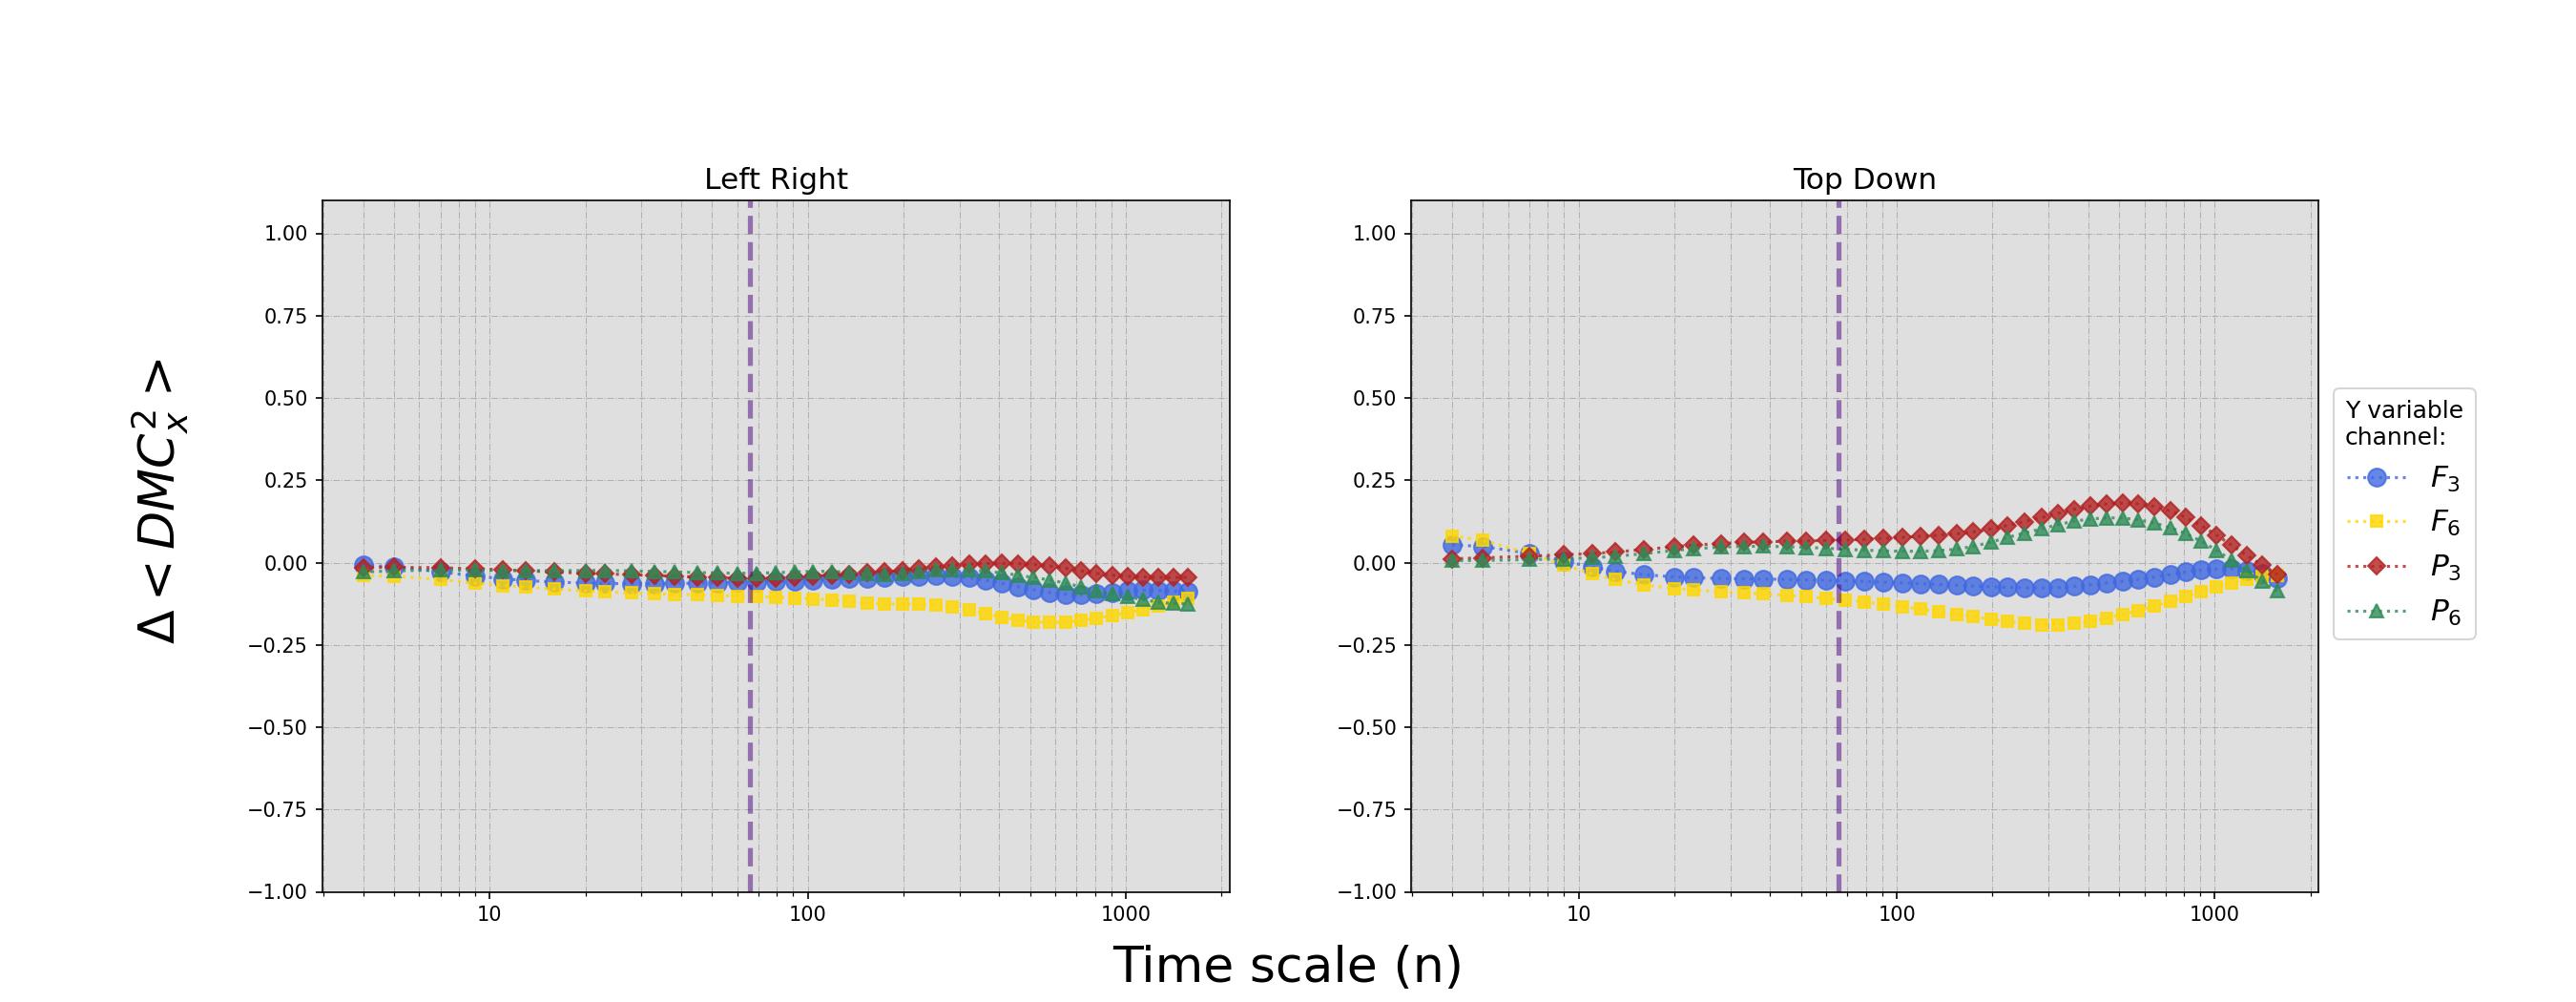 Left Right
Top Down
Δ < DMC²ₓ >
1.00
0.75
0.50
0.25
0.00
−0.25
−0.50
−0.75
−1.00
10 100 1000
1.00
0.75
0.50
0.25
0.00
−0.25
−0.50
−0.75
−1.00
10 100 1000
Time scale (n)
Y variable
channel:
F₃
F₆
P₃
P₆